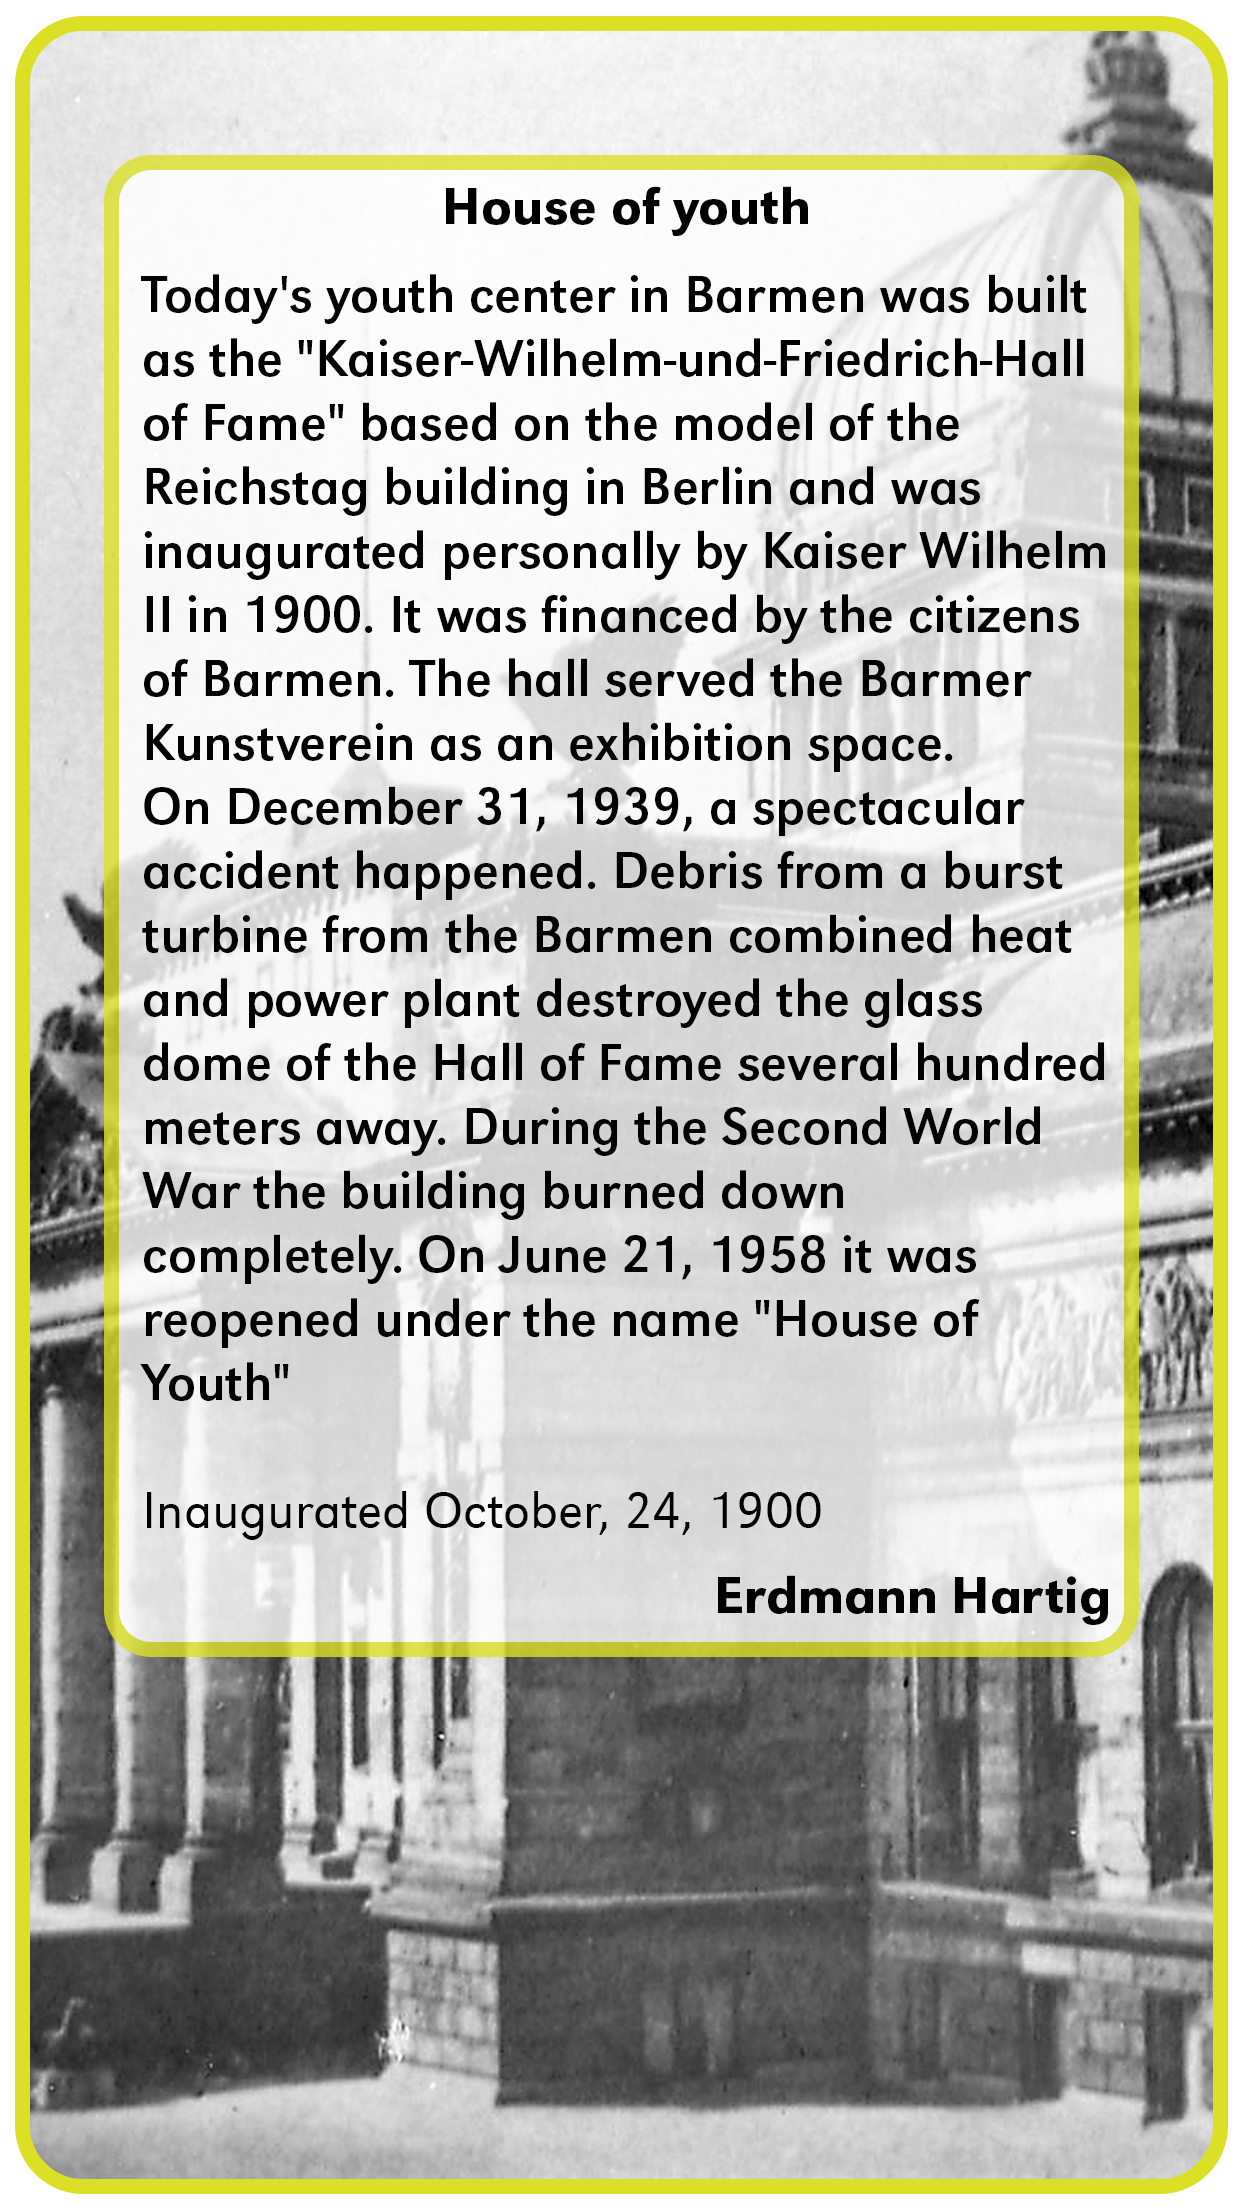 House of youth
Today's youth center in Barmen was built
as the "Kaiser-Wilhelm-und-Friedrich-Hall
of Fame" based on the model of the
Reichstag building in Berlin and was
inaugurated personally by Kaiser Wilhelm
II in 1900. It was financed by the citizens
of Barmen. The hall served the Barmer
Kunstverein as an exhibition space.
On December 31, 1939, a spectacular
accident happened. Debris from a burst
turbine from the Barmen combined heat
and power plant destroyed the glass
dome of the Hall of Fame several hundred
meters away. During the Second World
War the building burned down
completely. On June 21, 1958 it was
reopened under the name "House of
Youth"
Inaugurated October, 24, 1900
Erdmann Hartig